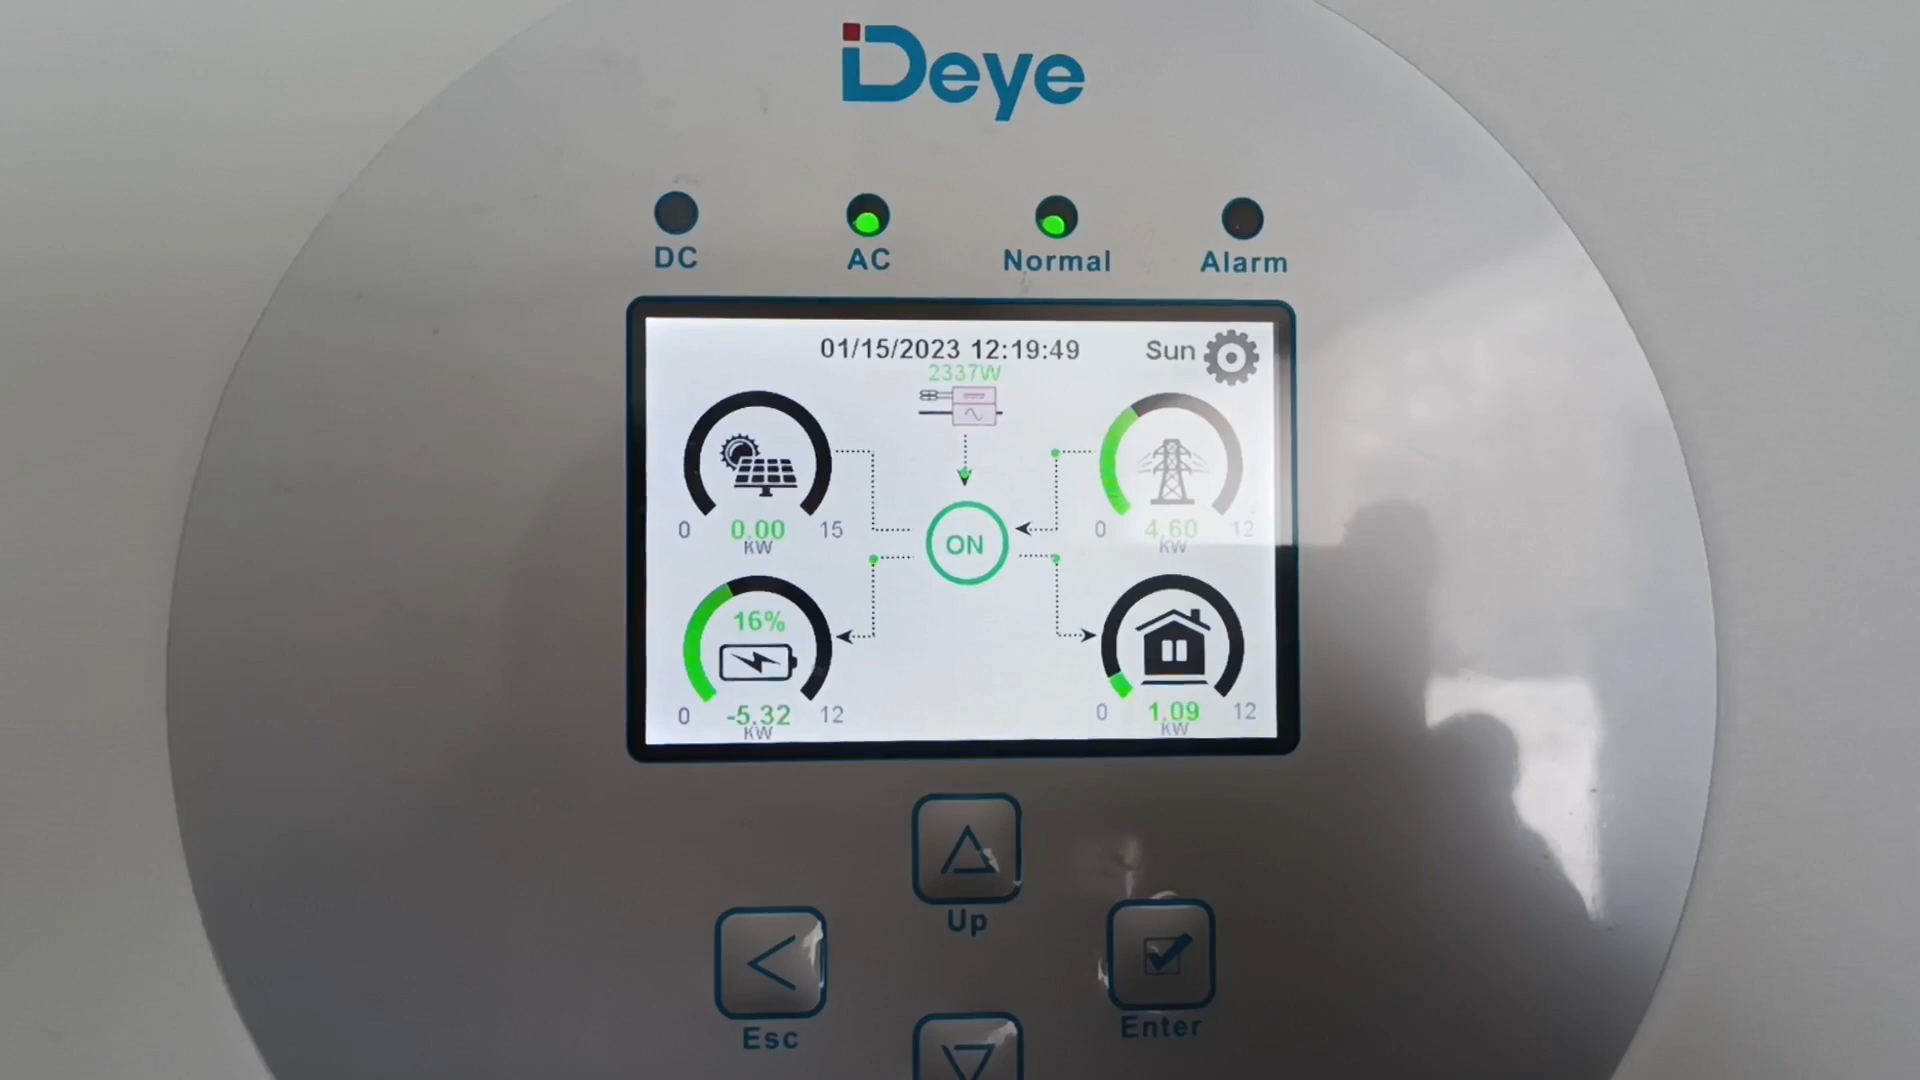 Deye
DC AC Normal Alarm
01/15/2023 12:19:49 Sun
2337W
0 0.00 15
KW
0 4.60 12
KW
ON
16%
0 -5.32 12
KW
0 1.09 12
KW
Up
Esc
Enter